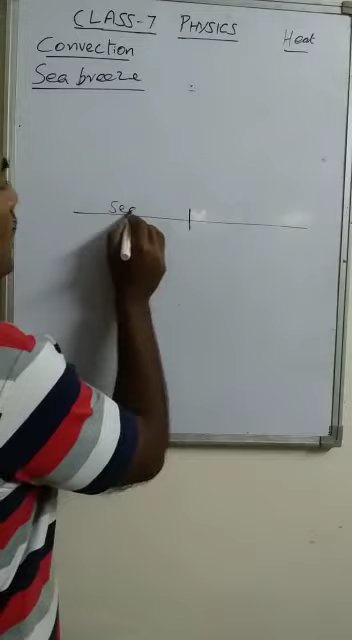 CLASS-7 PHYSICS Heat
Convection
Sea breeze =
Sea